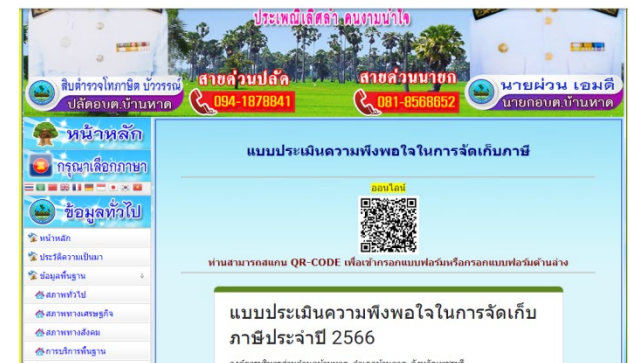 ประเพณีเลิศล้ำ คนงามน้ำใจ
สายด่วนปลัด
094-1878841
สายด่วนนายก
081-8568652
สิบตำรวจโทภาษิต บัววรรณ์
ปลัดอบต.บ้านหาด
นายผ่วน เอมดี
นายกอบต.บ้านหาด
หน้าหลัก
กรุณาเลือกภาษา
ข้อมูลทั่วไป
หน้าหลัก
ประวัติความเป็นมา
ข้อมูลพื้นฐาน
สภาพทั่วไป
สภาพทางเศรษฐกิจ
สภาพทางสังคม
การบริการพื้นฐาน
แบบประเมินความพึงพอใจในการจัดเก็บภาษี
ออนไลน์
ท่านสามารถสแกน QR-CODE เพื่อเข้ากรอกแบบฟอร์มหรือกรอกแบบฟอร์มด้านล่าง
แบบประเมินความพึงพอใจในการจัดเก็บ
ภาษีประจำปี 2566